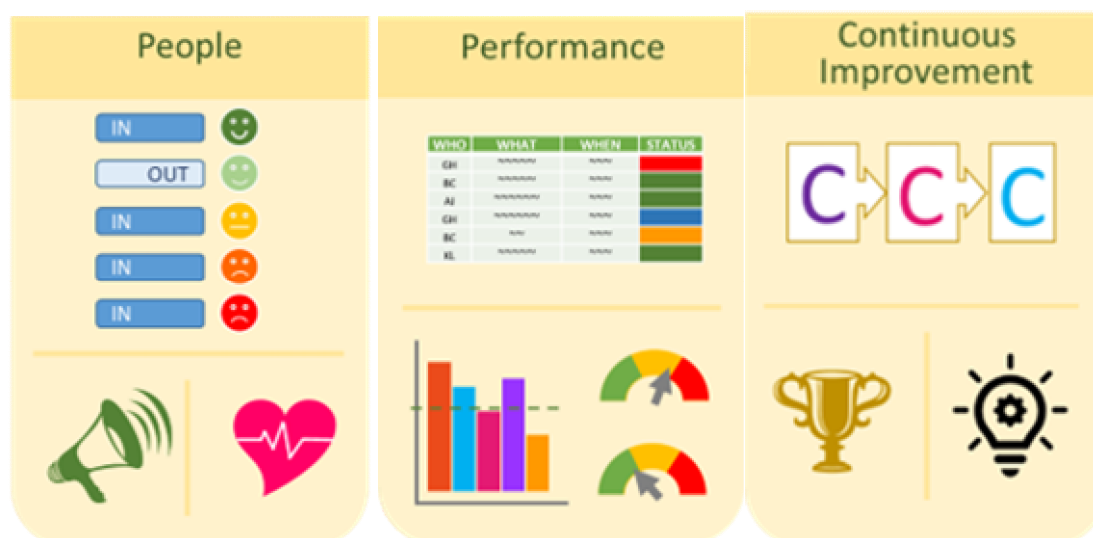 People
IN
OUT
IN
IN
IN
Performance
WHO WHAT WHEN STATUS
GH
BC
AJ
GH
BC
KL
Continuous
Improvement
C C C